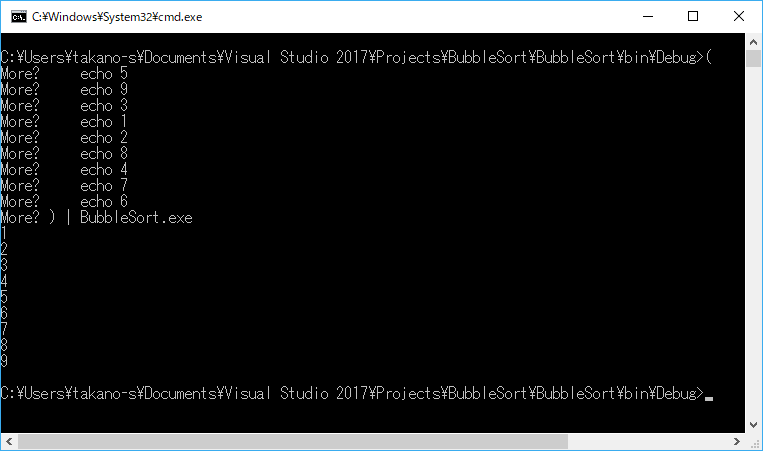 C:¥Windows¥System32¥cmd.exe
C:¥Users¥takano-s¥Documents¥Visual Studio 2017¥Projects¥BubbleSort¥BubbleSort¥bin¥Debug>(
More?     echo 5
More?     echo 9
More?     echo 3
More?     echo 1
More?     echo 2
More?     echo 8
More?     echo 4
More?     echo 7
More?     echo 6
More? ) | BubbleSort.exe
1
2
3
4
5
6
7
8
9
C:¥Users¥takano-s¥Documents¥Visual Studio 2017¥Projects¥BubbleSort¥BubbleSort¥bin¥Debug>